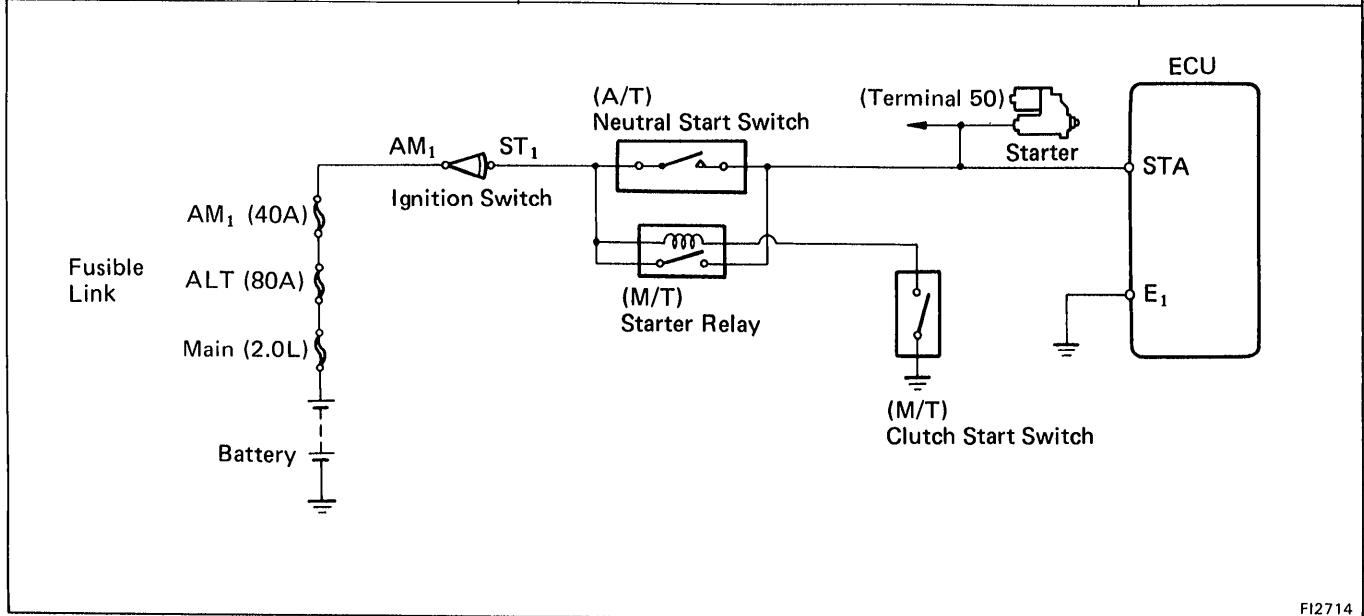 ECU
(A/T)
Neutral Start Switch
(Terminal 50)
Starter
AM₁
ST₁
Ignition Switch
STA
AM₁ (40A)
Fusible
Link
ALT (80A)
Main (2.0L)
(M/T)
Starter Relay
E₁
(M/T)
Clutch Start Switch
Battery
FI2714